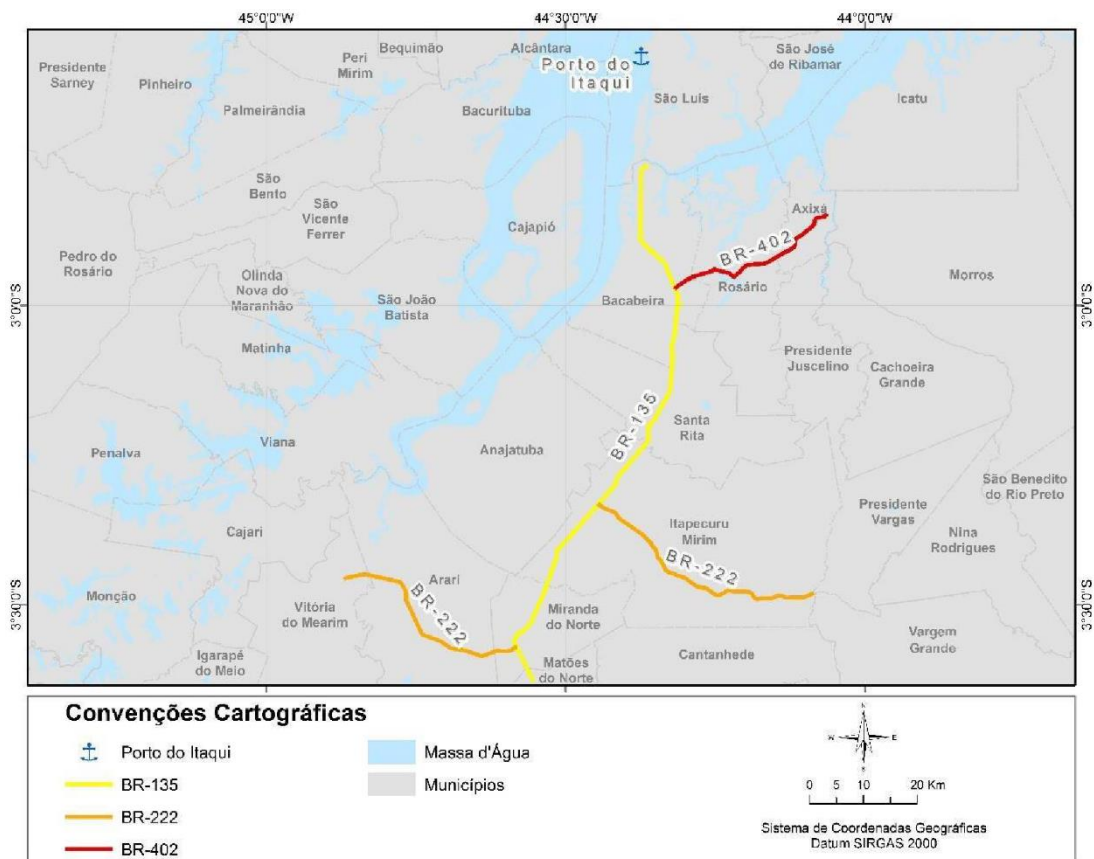 45°0'0"W
44°30'0"W
44°0'0"W
Presidente
Sarney
Pinheiro
Peri
Mirim
Bequimão
Alcântara
Porto do
Itaqui
São José
de Ribamar
São Luís
Icatu
Palmeirândia
Bacurituba
São
Bento
São
Vicente
Ferrer
Cajapió
Axixá
BR-402
Rosário
Pedro do
Rosário
Olinda
Nova do
Maranhão
São João
Batista
Bacabeira
Morros
3°0'0"S
3°0'0"S
Matinha
Presidente
Juscelino
Cachoeira
Grande
BR-135
Santa
Rita
Viana
Anajatuba
Penalva
São Benedito
do Rio Preto
Presidente
Vargas
Cajari
Itapecuru
Mirim
Nina
Rodrigues
BR-222
Arari
BR-222
Monção
Vitória
do Mearim
Miranda
do Norte
3°30'0"S
3°30'0"S
Vargem
Grande
Igarapé
do Meio
Matões
do Norte
Cantanhede
Convenções Cartográficas
Porto do Itaqui
Massa d'Água
BR-135
Municípios
BR-222
BR-402
N
W
E
S
0 5 10 20 Km
Sistema de Coordenadas Geográficas
Datum SIRGAS 2000